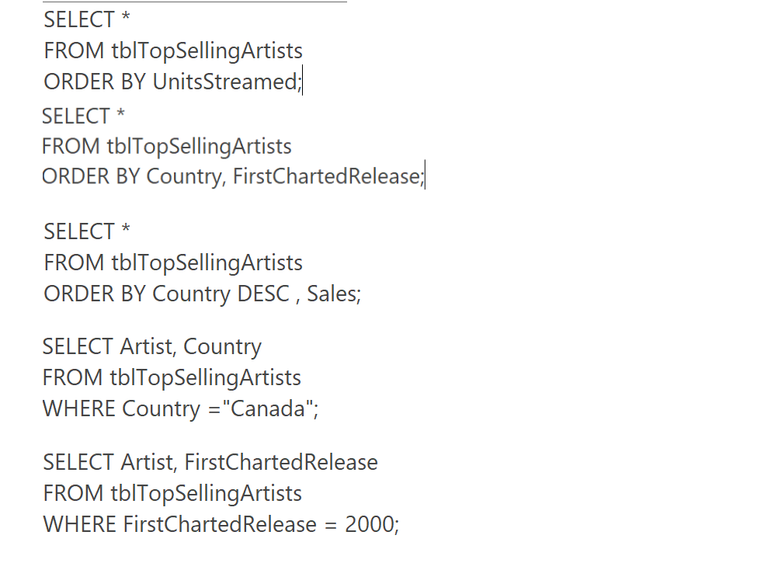 SELECT *
FROM tblTopSellingArtists
ORDER BY UnitsStreamed;
SELECT *
FROM tblTopSellingArtists
ORDER BY Country, FirstChartedRelease;
SELECT *
FROM tblTopSellingArtists
ORDER BY Country DESC , Sales;
SELECT Artist, Country
FROM tblTopSellingArtists
WHERE Country ="Canada";
SELECT Artist, FirstChartedRelease
FROM tblTopSellingArtists
WHERE FirstChartedRelease = 2000;